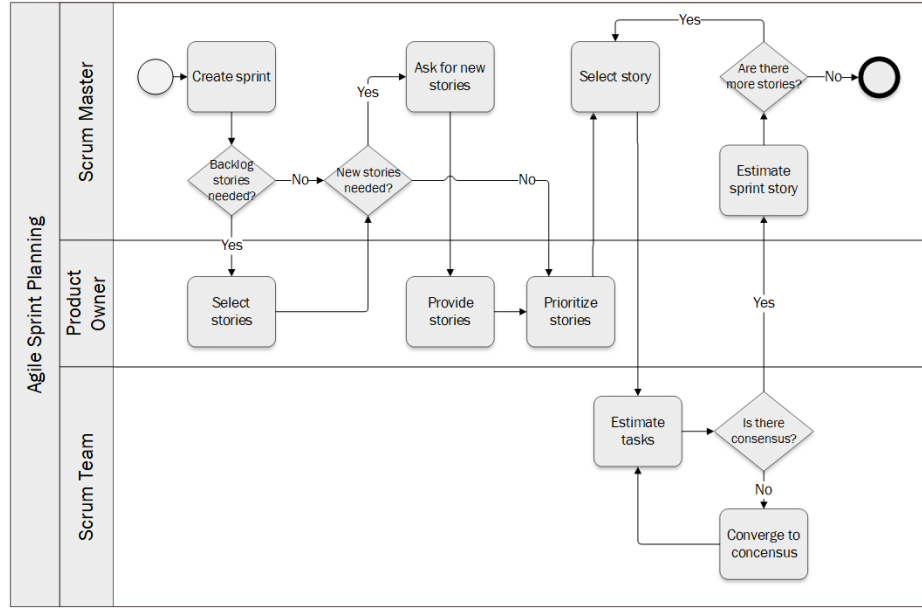 Agile Sprint Planning
Scrum Master
Create sprint
Backlog
stories
needed?
No
Yes
New stories
needed?
Yes
No
Ask for new
stories
Select story
Yes
Are there
more stories?
No
Estimate
sprint story
Product
Owner
Select
stories
Provide
stories
Prioritize
stories
Yes
Scrum Team
Estimate
tasks
Is there
consensus?
No
Converge to
concensus